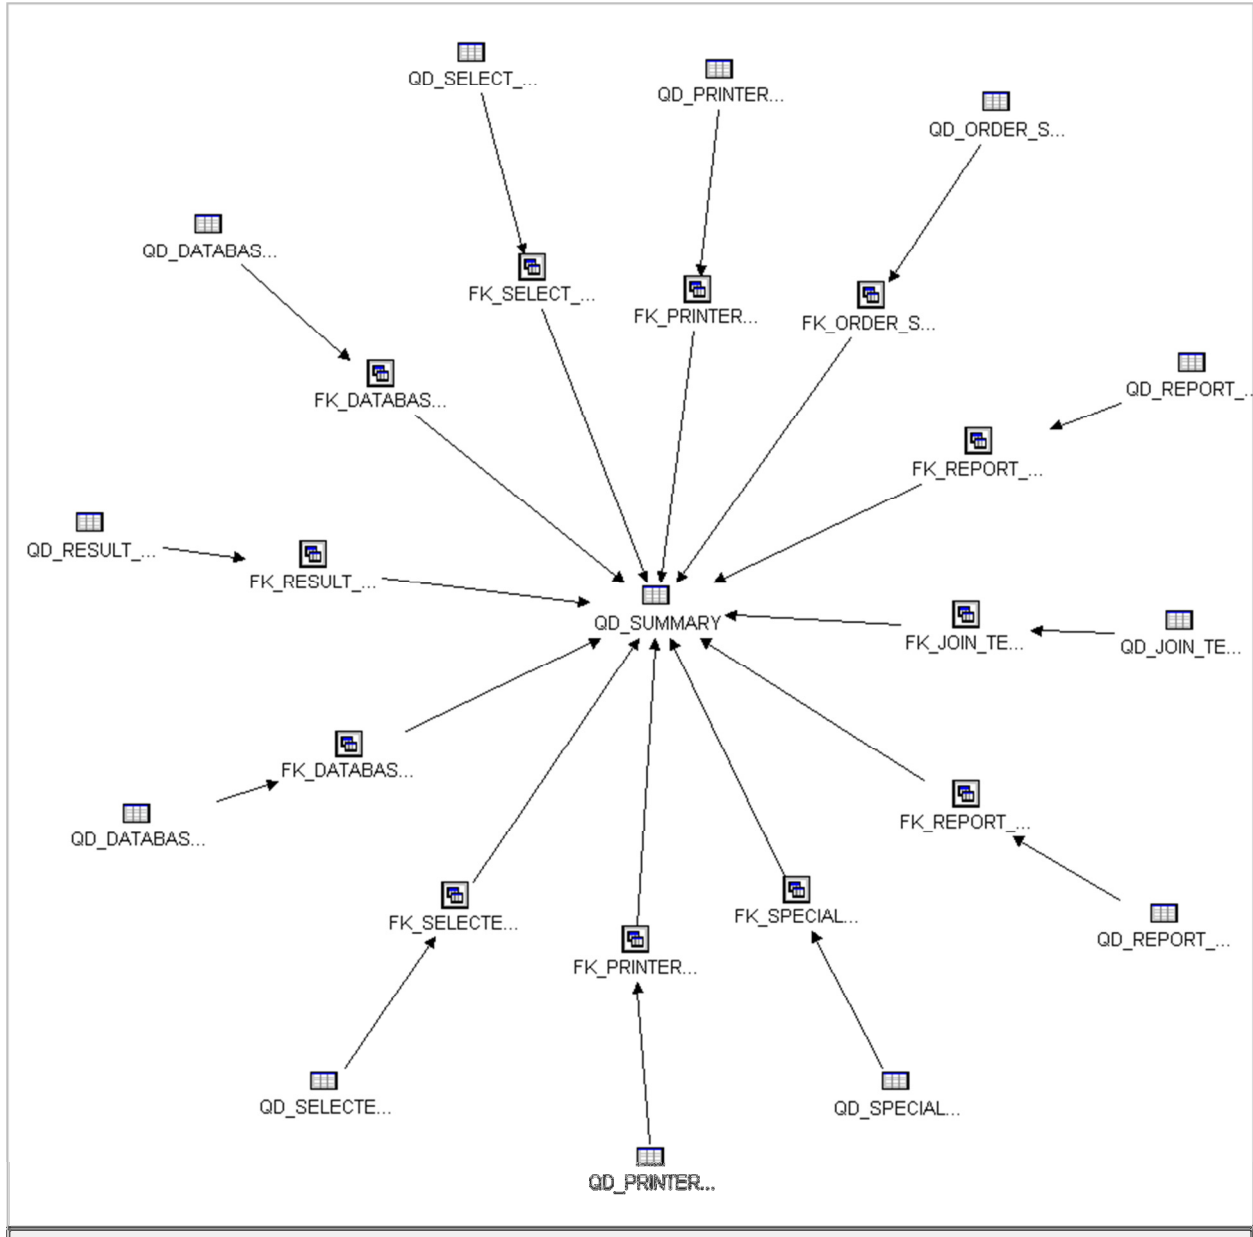 QD_SELECT_...
QD_PRINTER...
QD_ORDER_S...
QD_DATABAS...
FK_SELECT_...
FK_PRINTER...
FK_ORDER_S...
QD_REPORT_...
FK_DATABAS...
FK_REPORT_...
QD_RESULT_...
FK_RESULT_...
QD_SUMMARY
FK_JOIN_TE...
QD_JOIN_TE...
FK_DATABAS...
QD_DATABAS...
FK_REPORT_...
FK_SELECTE...
FK_SPECIAL...
QD_REPORT_...
FK_PRINTER...
QD_SELECTE...
QD_SPECIAL...
QD_PRINTER...